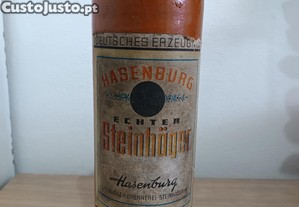 CustoJusto.pt
DEUTSCHES ERZEUGNIS
HASENBURG
ECHTER
Steinhäger
Hasenburg